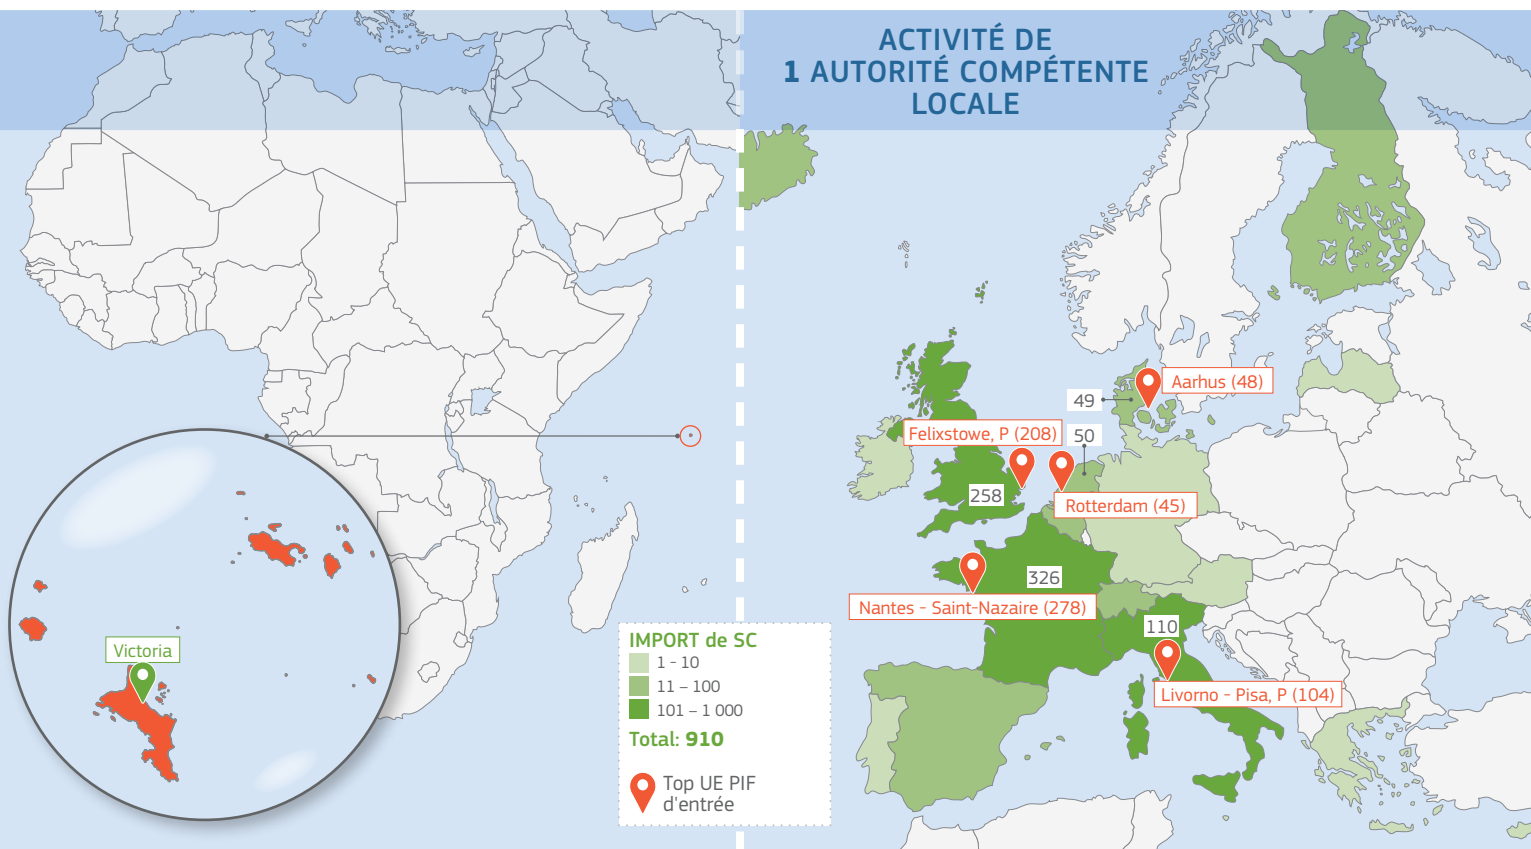 ACTIVITÉ DE
1 AUTORITÉ COMPÉTENTE
LOCALE
Aarhus (48)
49
Felixstowe, P (208)
50
258
Rotterdam (45)
326
Nantes - Saint-Nazaire (278)
110
Livorno - Pisa, P (104)
Victoria
IMPORT de SC
1 - 10
11 – 100
101 – 1 000
Total: 910
Top UE PIF
d'entrée